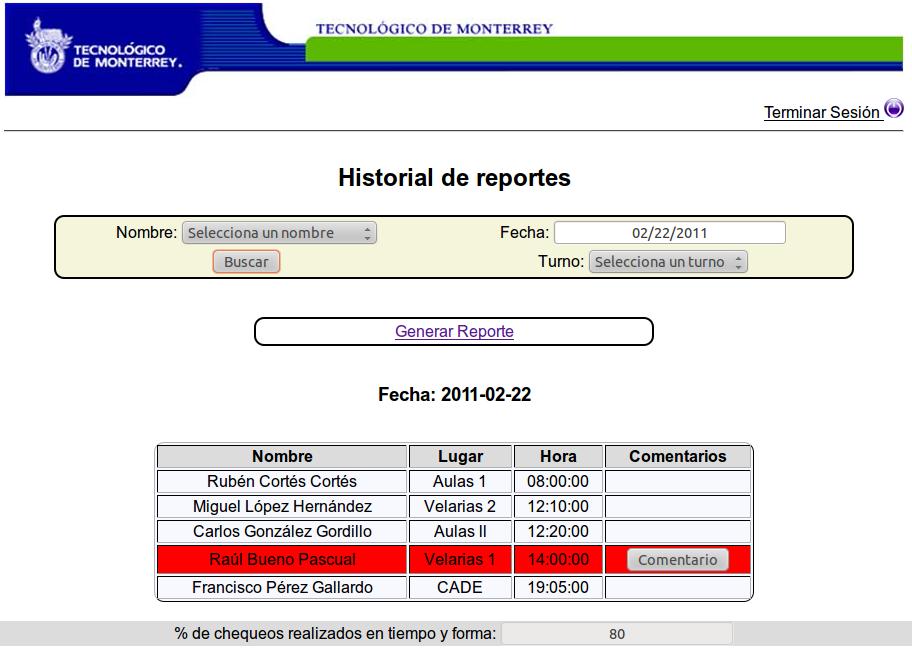 TECNOLÓGICO
DE MONTERREY.
TECNOLÓGICO DE MONTERREY
Terminar Sesión
Historial de reportes
Nombre: Selecciona un nombre Fecha: 02/22/2011
Buscar Turno: Selecciona un turno
Generar Reporte
Fecha: 2011-02-22
Nombre Lugar Hora Comentarios
Rubén Cortés Cortés Aulas 1 08:00:00
Miguel López Hernández Velarias 2 12:10:00
Carlos González Gordillo Aulas II 12:20:00
Raúl Bueno Pascual Velarias 1 14:00:00 Comentario
Francisco Pérez Gallardo CADE 19:05:00
% de chequeos realizados en tiempo y forma: 80